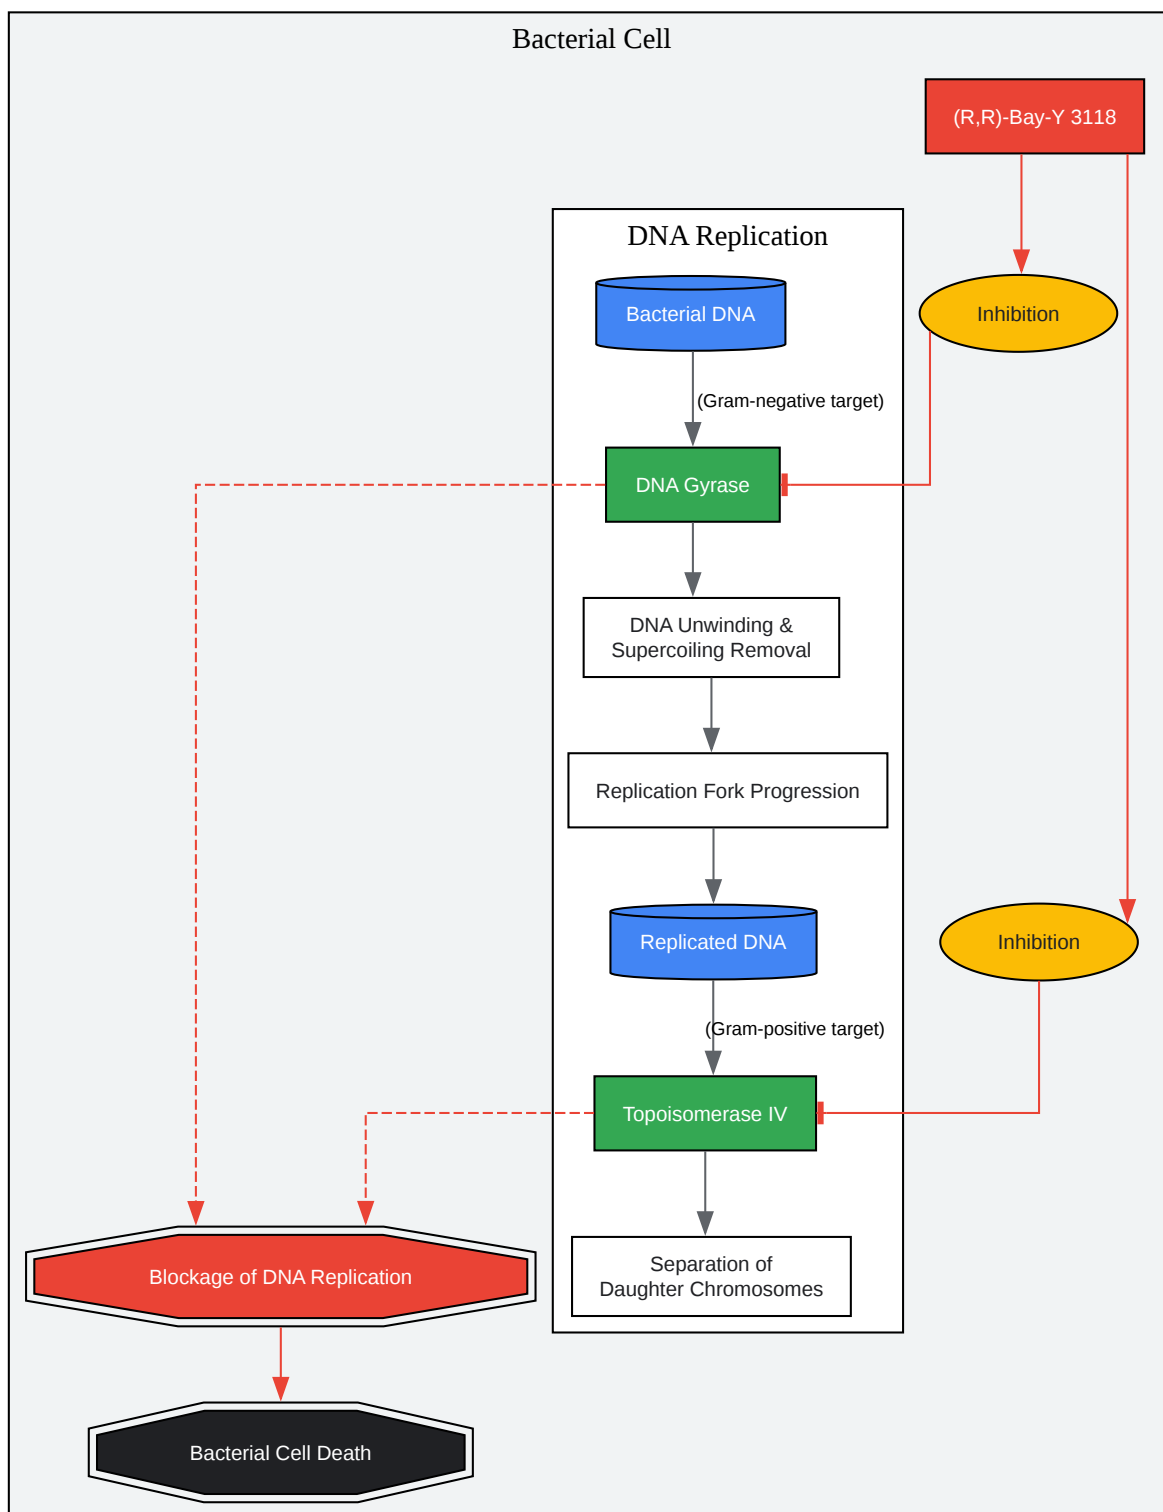 Bacterial Cell
(R,R)-Bay-Y 3118
DNA Replication
Bacterial DNA
Inhibition
(Gram-negative target)
DNA Gyrase
DNA Unwinding &
Supercoiling Removal
Replication Fork Progression
Replicated DNA
Inhibition
(Gram-positive target)
Topoisomerase IV
Separation of
Daughter Chromosomes
Blockage of DNA Replication
Bacterial Cell Death